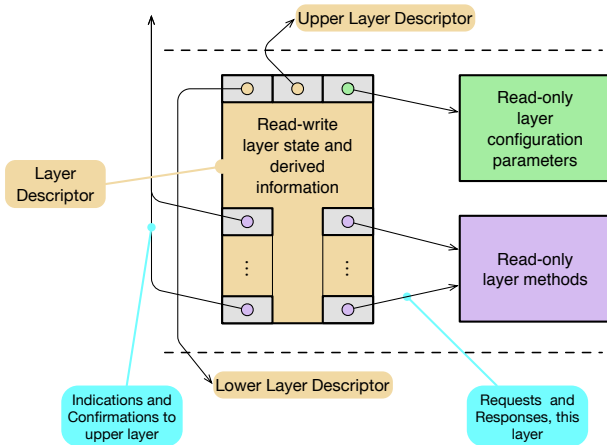 Upper Layer Descriptor
Read-write
layer state and
derived
information
Read-only
layer
configuration
parameters
Layer
Descriptor
Read-only
layer methods
⋮
⋮
Lower Layer Descriptor
Indications and
Confirmations to
upper layer
Requests and
Responses, this
layer